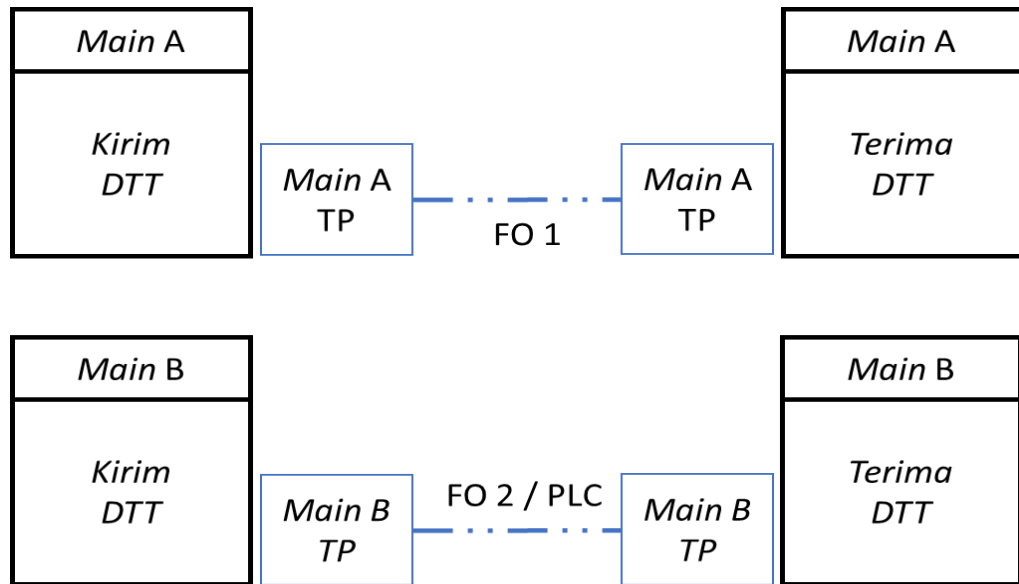 Main A
Main A
Kirim
DTT
Terima
DTT
Main A
TP
Main A
TP
FO 1
Main B
Main B
Kirim
DTT
Terima
DTT
FO 2 / PLC
Main B
TP
Main B
TP